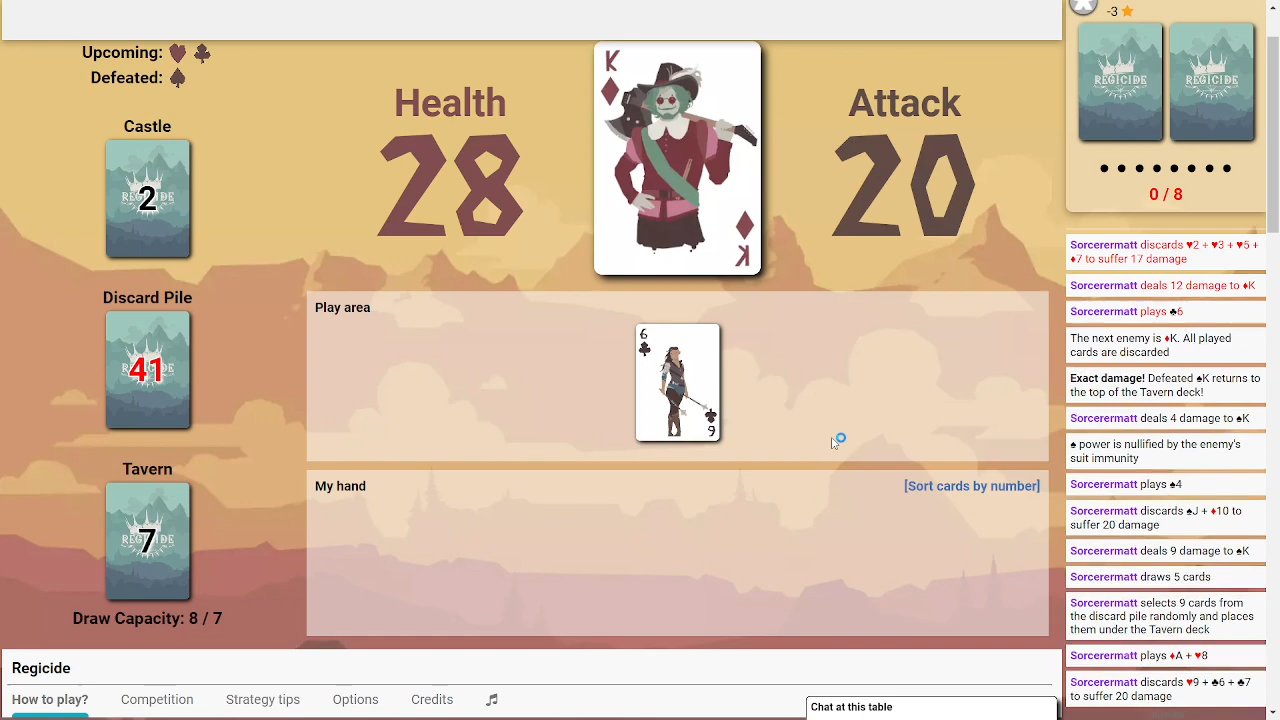 Upcoming:
Defeated: ♠
Castle
REGICIDE
2
Discard Pile
REGICIDE
41
Tavern
REGICIDE
7
Draw Capacity: 8 / 7
Health
28
K
K
Attack
20
Play area
6
6
My hand
[Sort cards by number]
Regicide
How to play?
Competition
Strategy tips
Options
Credits
Chat at this table
-3
REGICIDE
REGICIDE
0 / 8
Sorcerermatt discards ♥2 + ♥3 + ♥5 +
♦7 to suffer 17 damage
Sorcerermatt deals 12 damage to ♦K
Sorcerermatt plays ♣6
The next enemy is ♦K. All played
cards are discarded
Exact damage! Defeated ♠K returns to
the top of the Tavern deck!
Sorcerermatt deals 4 damage to ♠K
♠ power is nullified by the enemy's
suit immunity
Sorcerermatt plays ♠4
Sorcerermatt discards ♠J + ♦10 to
suffer 20 damage
Sorcerermatt deals 9 damage to ♠K
Sorcerermatt draws 5 cards
Sorcerermatt selects 9 cards from
the discard pile randomly and places
them under the Tavern deck
Sorcerermatt plays ♦A + ♥8
Sorcerermatt discards ♥9 + ♣6 + ♣7
to suffer 20 damage